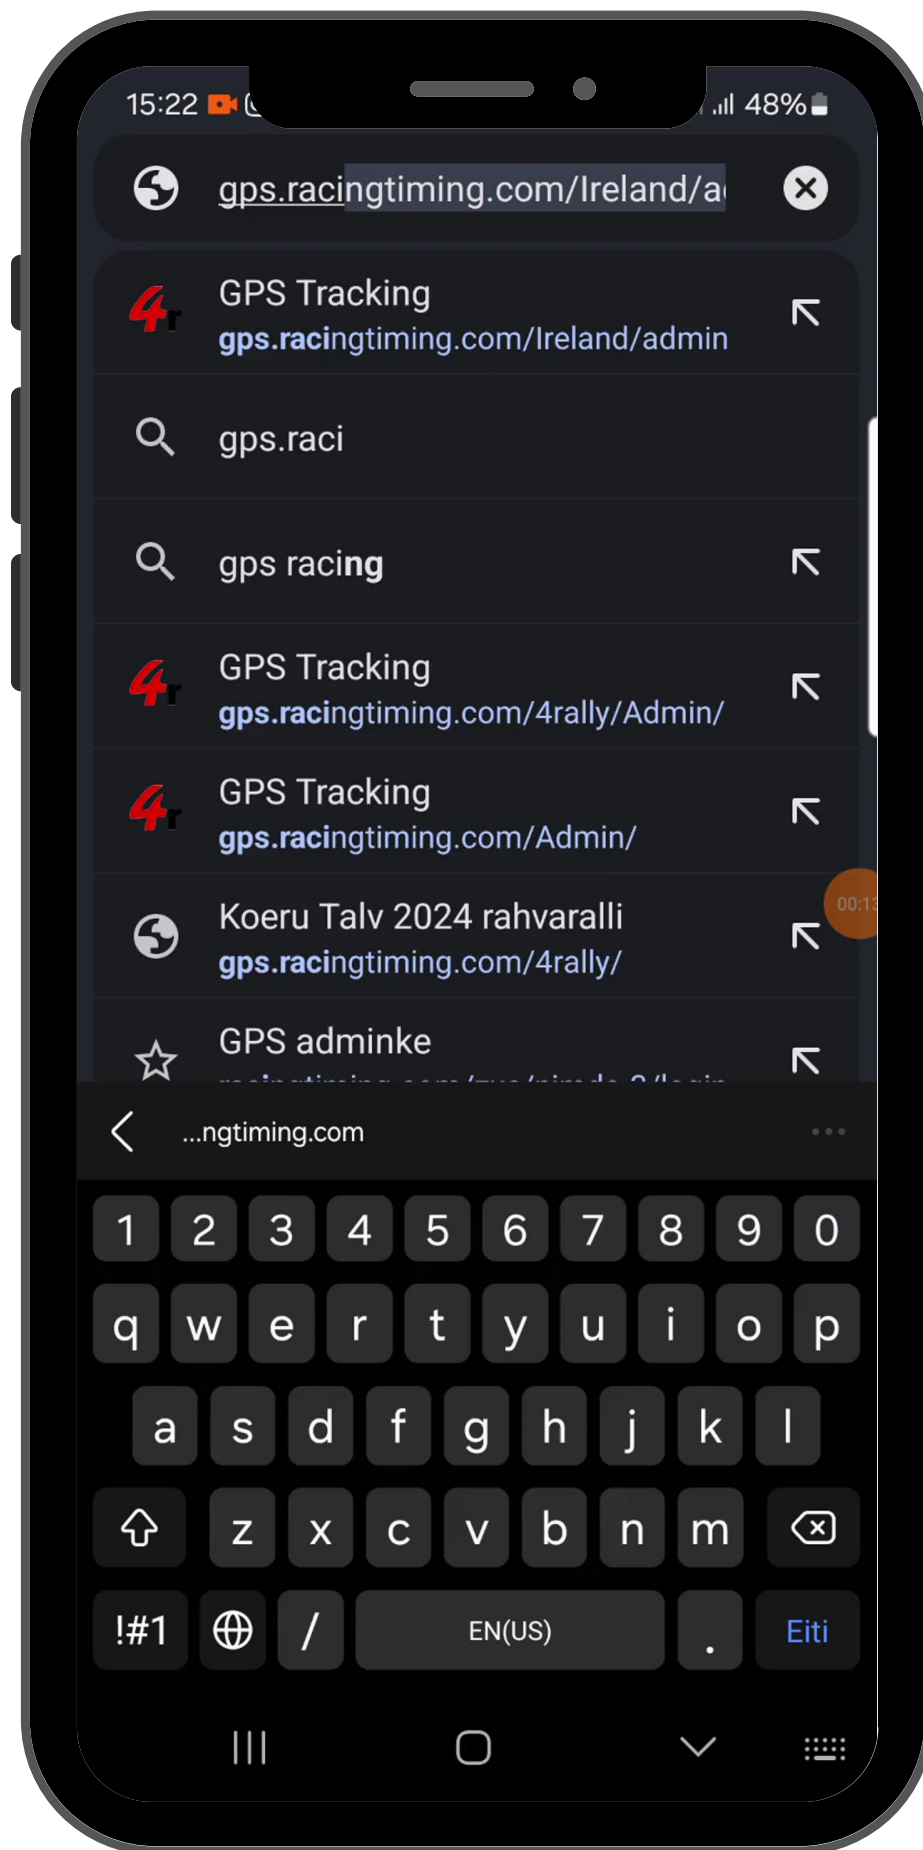 15:22
48%
gps.racingtiming.com/Ireland/a
GPS Tracking
gps.racingtiming.com/Ireland/admin
gps.raci
gps racing
GPS Tracking
gps.racingtiming.com/4rally/Admin/
GPS Tracking
gps.racingtiming.com/Admin/
Koeru Talv 2024 rahvaralli
gps.racingtiming.com/4rally/
00:13
GPS adminke
...ngtiming.com
1 2 3 4 5 6 7 8 9 0
q w e r t y u i o p
a s d f g h j k l
z x c v b n m
!#1 / EN(US) . Eiti